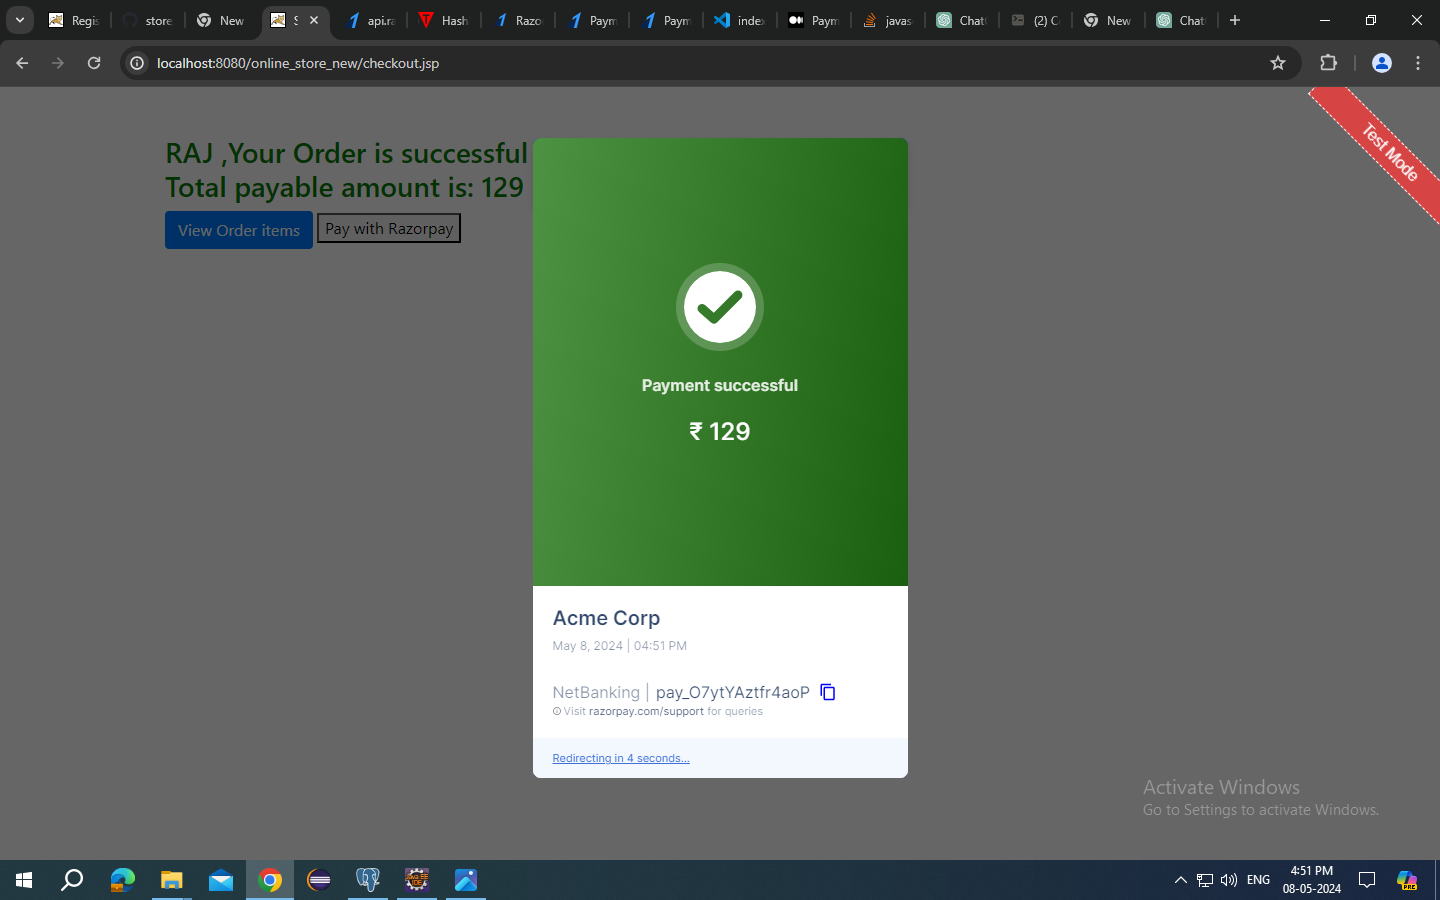 Regis
store
New
S
api.ra
Hash
Razo
Paym
Paym
index
Paym
javas
ChatG
(2) C
New
Chat
localhost:8080/online_store_new/checkout.jsp
Test Mode
RAJ ,Your Order is successful
Total payable amount is: 129
View Order items
Pay with Razorpay
Payment successful
₹ 129
Acme Corp
May 8, 2024 | 04:51 PM
NetBanking | pay_O7ytYAztfr4aoP
Visit razorpay.com/support for queries
Redirecting in 4 seconds...
Activate Windows
Go to Settings to activate Windows.
ENG
4:51 PM
08-05-2024
PRE